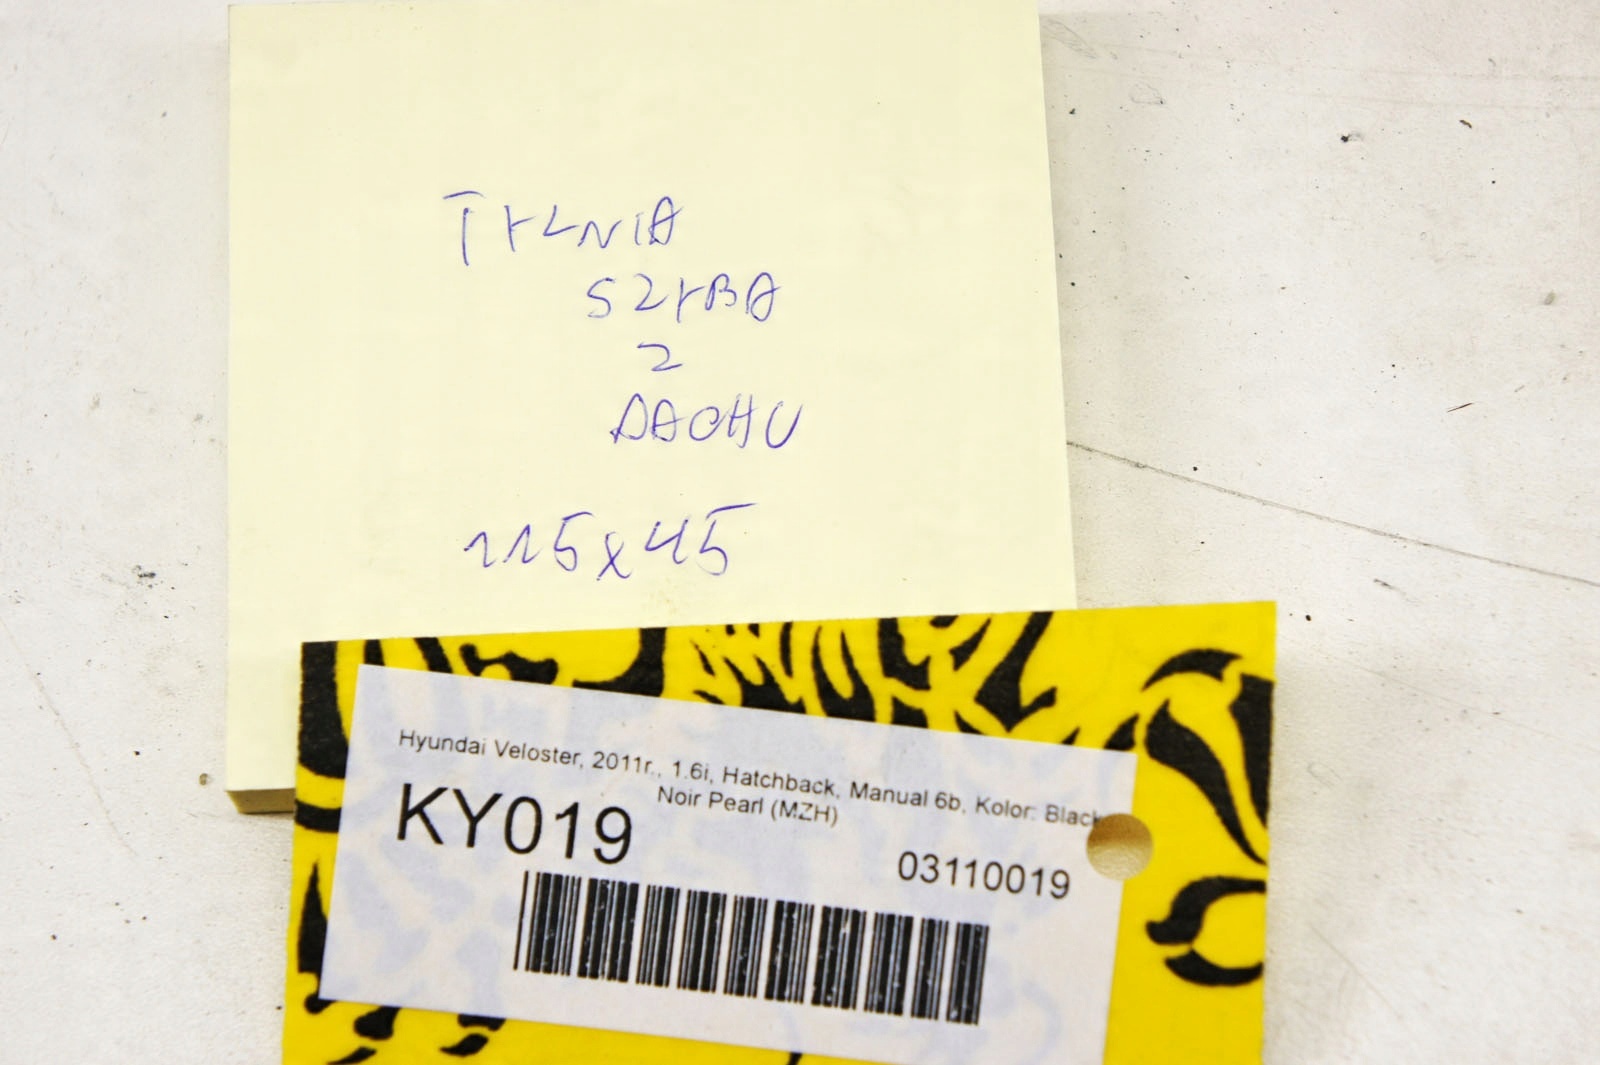 TYLNIA
SZYBA
Z
DACHU
115x45
Hyundai Veloster, 2011r., 1.6i, Hatchback, Manual 6b, Kolor: Black
Noir Pearl (MZH)
KY019
03110019